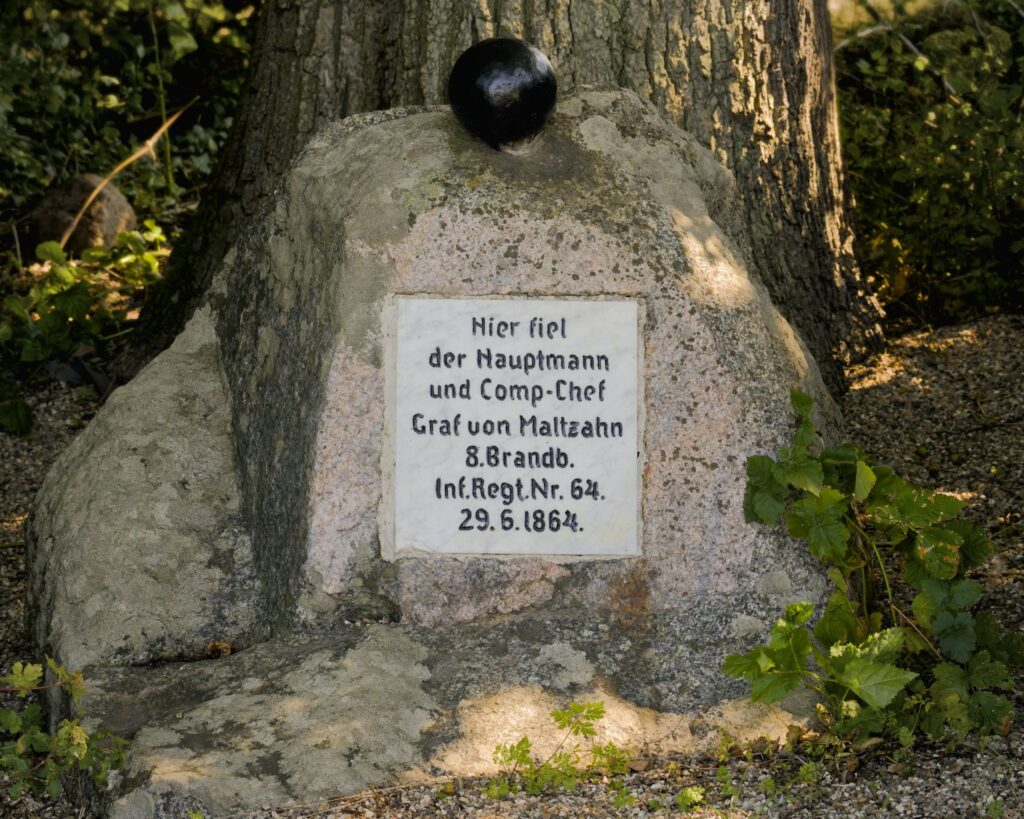 Hier fiel
der Hauptmann
und Comp-Chef
Graf von Maltzahn
8.Brandb.
Inf.Regt.Nr. 64.
29.6.1864.